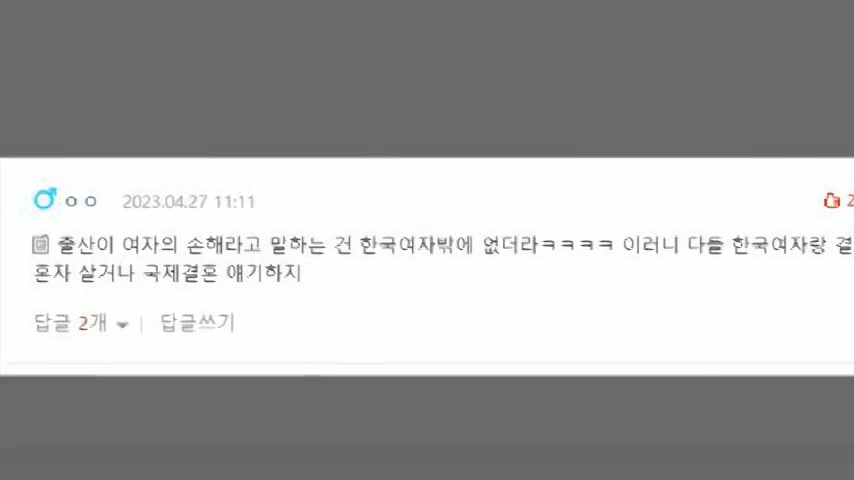 ㅇㅇ 2023.04.27 11:11 2
출산이 여자의 손해라고 말하는 건 한국여자밖에 없더라ㅋㅋㅋㅋ 이러니 다들 한국여자랑 결
혼자 살거나 국제결혼 얘기하지
답글 2개 | 답글쓰기